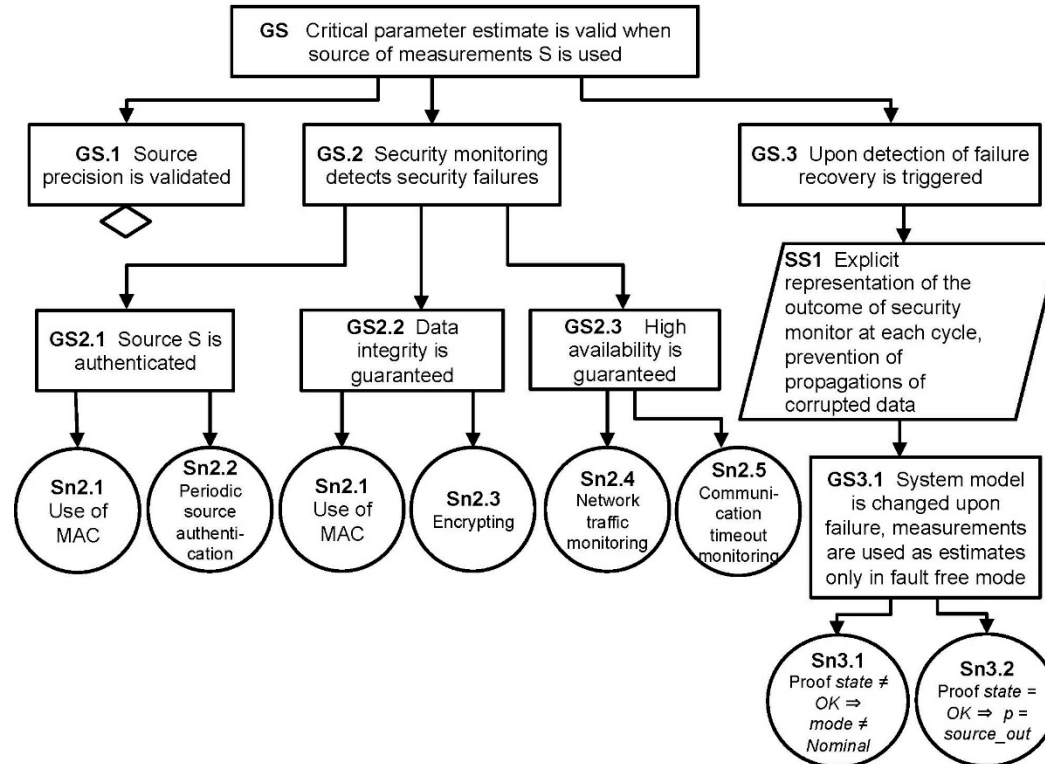 GS Critical parameter estimate is valid when
source of measurements S is used
GS.1 Source
precision is validated
GS.2 Security monitoring
detects security failures
GS.3 Upon detection of failure
recovery is triggered
SS1 Explicit
representation of the
outcome of security
monitor at each cycle,
prevention of
propagations of
corrupted data
GS2.1 Source S is
authenticated
GS2.2 Data
integrity is
guaranteed
GS2.3 High
availability is
guaranteed
Sn2.1
Use of
MAC
Sn2.2
Periodic
source
authenti-
cation
Sn2.1
Use of
MAC
Sn2.3
Encrypting
Sn2.4
Network
traffic
monitoring
Sn2.5
Communi-
cation
timeout
monitoring
GS3.1 System model
is changed upon
failure, measurements
are used as estimates
only in fault free mode
Sn3.1
Proof state ≠
OK ⇒
mode ≠
Nominal
Sn3.2
Proof state =
OK ⇒ p =
source_out